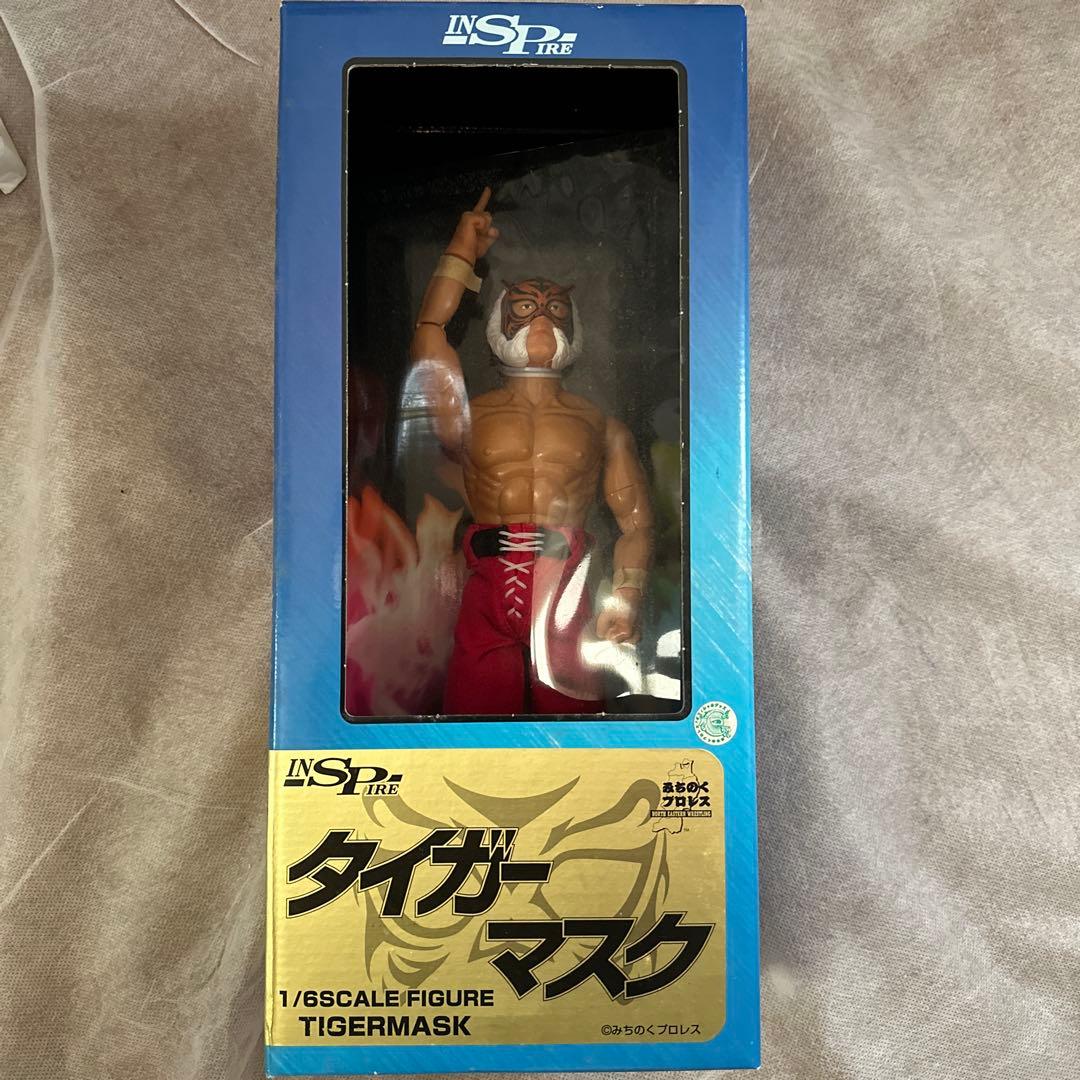 INSPIRE
INSPIRE
みちのく
プロレス
NORTH EASTERN WRESTLING
タイガー
マスク
1/6SCALE FIGURE
TIGERMASK
©みちのくプロレス